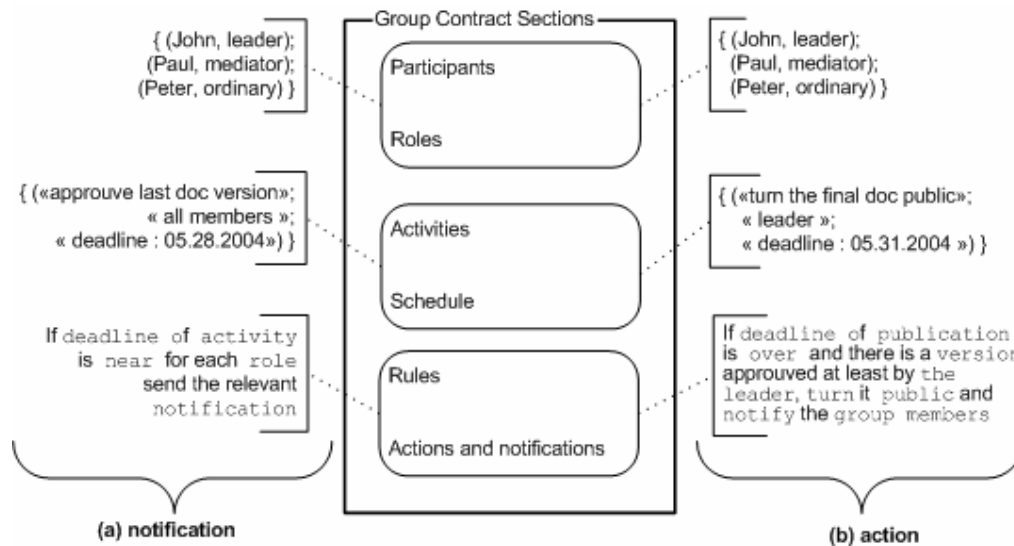 Group Contract Sections
{ (John, leader);
(Paul, mediator);
(Peter, ordinary) }
Participants
Roles
{ (John, leader);
(Paul, mediator);
(Peter, ordinary) }
{ («approuve last doc version»;
« all members »;
« deadline : 05.28.2004») }
Activities
Schedule
{ («turn the final doc public»;
« leader »;
« deadline : 05.31.2004 ») }
If deadline of activity
is near for each role
send the relevant
notification
Rules
Actions and notifications
If deadline of publication
is over and there is a version
approuved at least by the
leader, turn it public and
notify the group members
(a) notification
(b) action